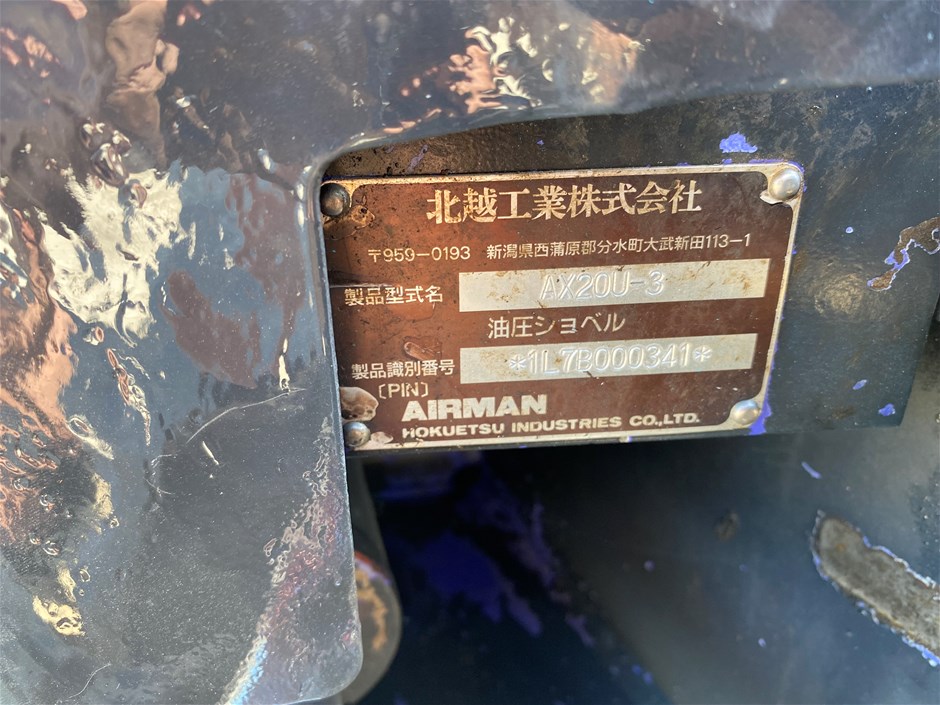 北越工業株式会社
〒959-0193 新潟県西蒲原郡分水町大武新田113-1
製品型式名 AX20U-3
油圧ショベル
製品識別番号 *1L7B000341*
〔PIN〕
AIRMAN
HOKUETSU INDUSTRIES CO.,LTD.